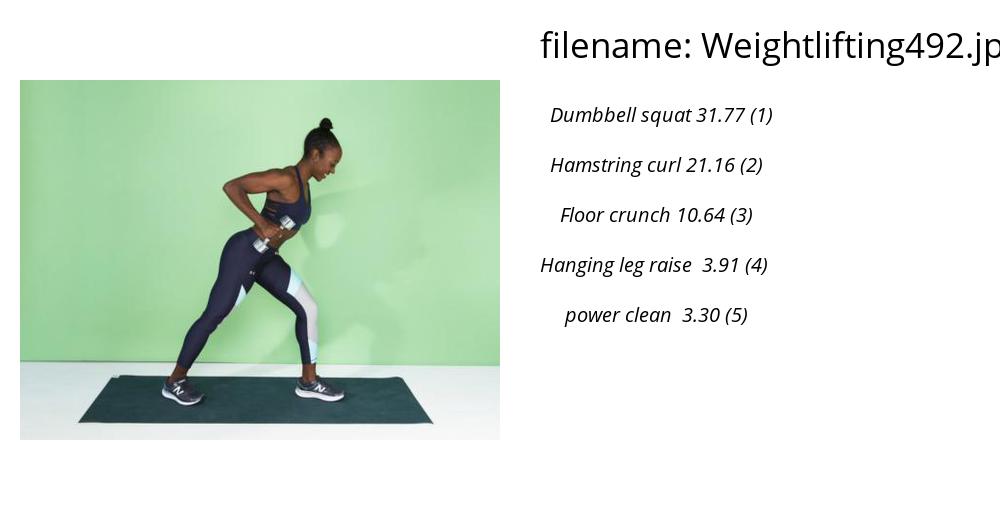 filename: Weightlifting492.jp
Dumbbell squat 31.77 (1)
Hamstring curl 21.16 (2)
Floor crunch 10.64 (3)
Hanging leg raise  3.91 (4)
power clean  3.30 (5)